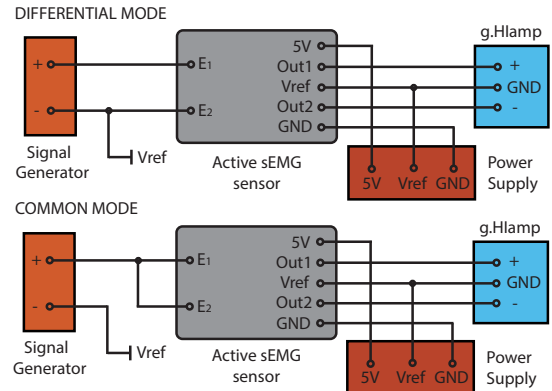 DIFFERENTIAL MODE
g.HIamp
+
-
E1
E2
5V
Out1
Vref
Out2
GND
+
GND
-
Signal
Generator
Vref
Active sEMG
sensor
5V Vref GND
Power
Supply
COMMON MODE
g.HIamp
+
-
E1
E2
5V
Out1
Vref
Out2
GND
+
GND
-
Signal
Generator
Vref
Active sEMG
sensor
5V Vref GND
Power
Supply